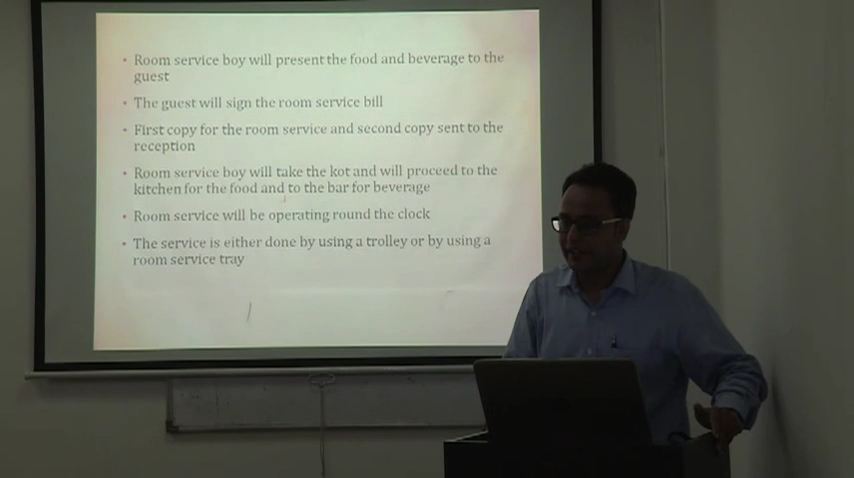 • Room service boy will present the food and beverage to the
guest
• The guest will sign the room service bill
• First copy for the room service and second copy sent to the
reception
• Room service boy will take the kot and will proceed to the
kitchen for the food and to the bar for beverage
• Room service will be operating round the clock
• The service is either done by using a trolley or by using a
room service tray